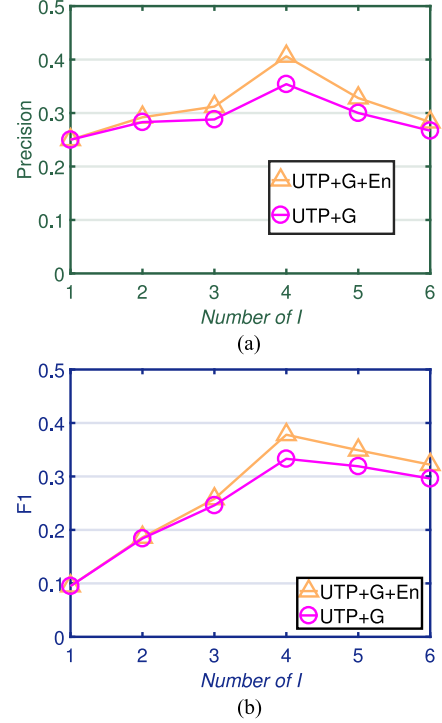 0.5
0.4
0.3
0.2
0.1
0
Precision
UTP+G+En
UTP+G
1 2 3 4 5 6
Number of I
(a)
0.5
0.4
0.3
0.2
0.1
0
F1
UTP+G+En
UTP+G
1 2 3 4 5 6
Number of I
(b)